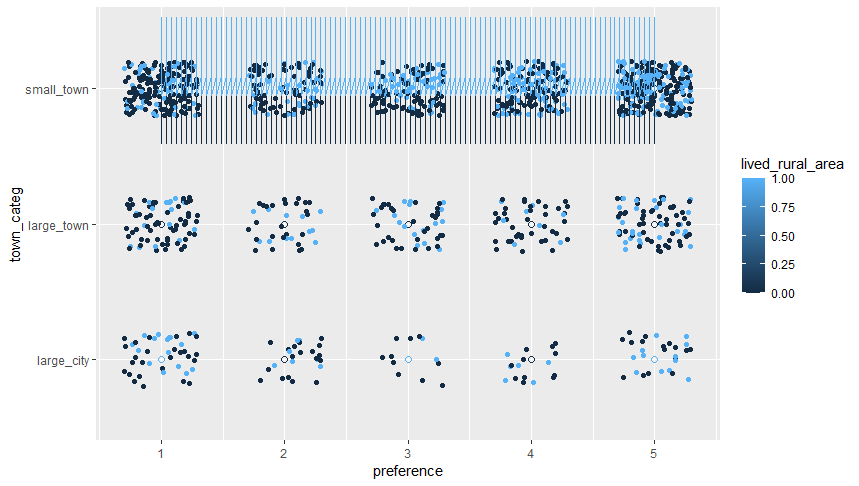 small_town
large_town
large_city
town_categ
1
2
3
4
5
preference
lived_rural_area
1.00
0.75
0.50
0.25
0.00